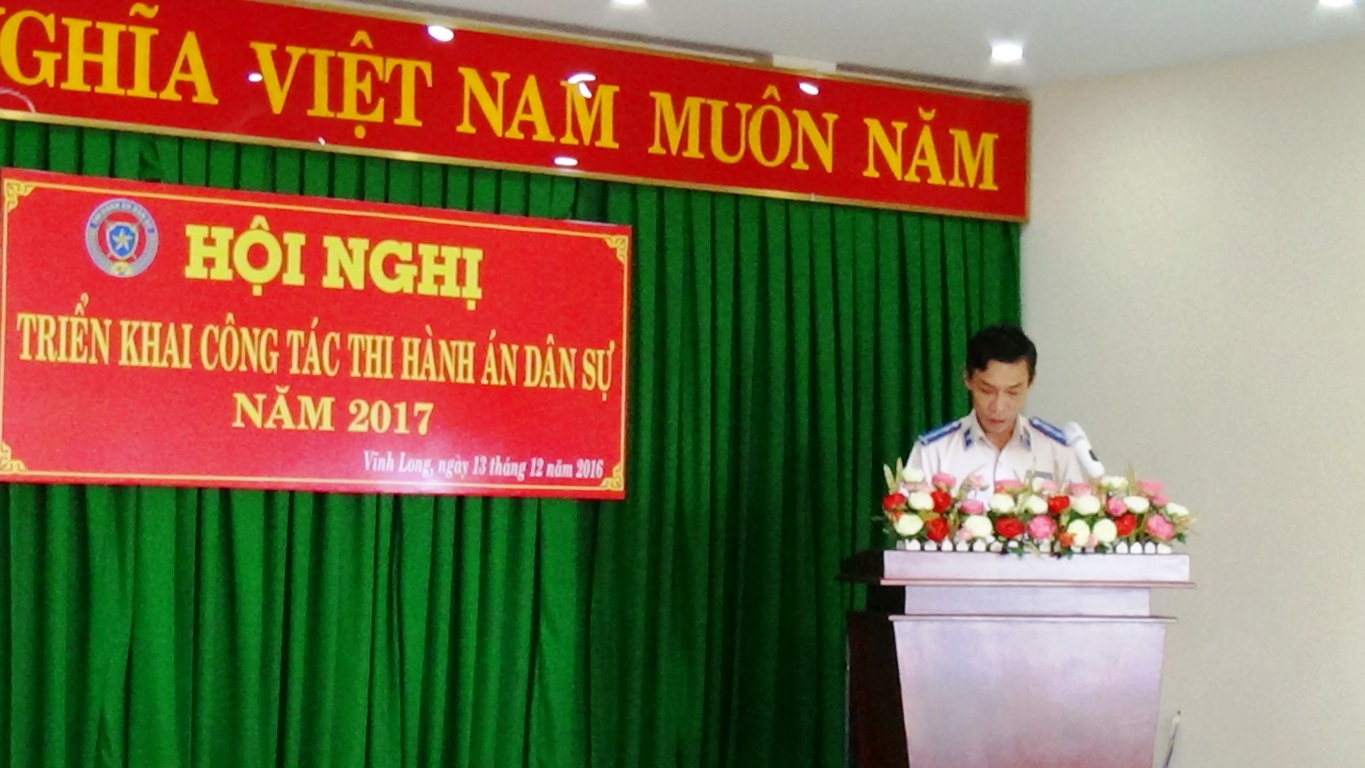 NGHĨA VIỆT NAM MUÔN NĂM
HỘI NGHỊ
TRIỂN KHAI CÔNG TÁC THI HÀNH ÁN DÂN SỰ
NĂM 2017
Vĩnh Long, ngày 13 tháng 12 năm 2016